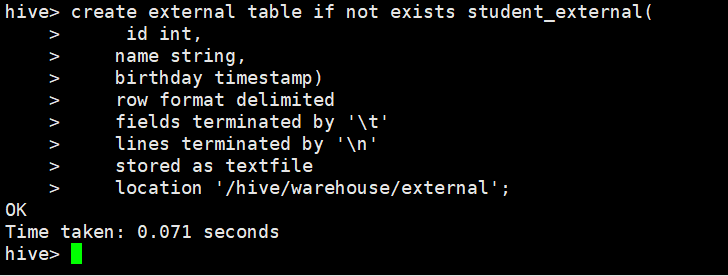 hive> create external table if not exists student_external(
    >      id int,
    >     name string,
    >     birthday timestamp)
    >     row format delimited
    >     fields terminated by '\t'
    >     lines terminated by '\n'
    >     stored as textfile
    >     location '/hive/warehouse/external';
OK
Time taken: 0.071 seconds
hive>